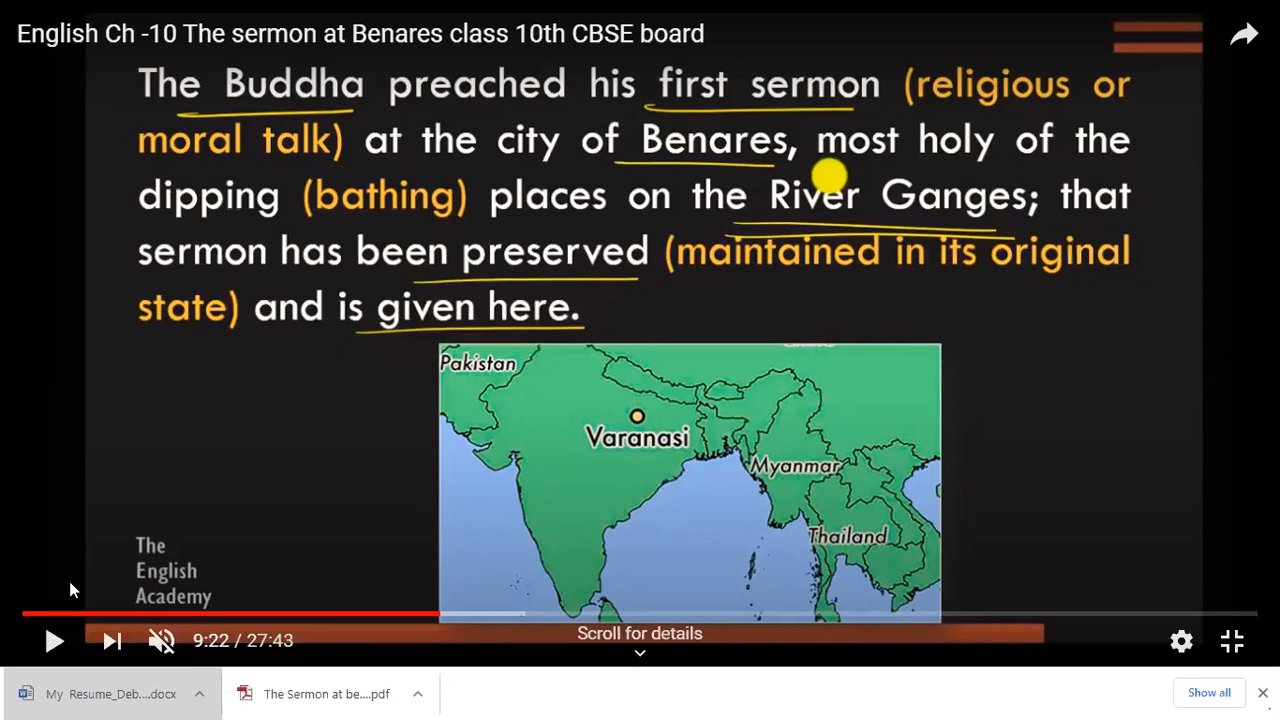 English Ch -10 The sermon at Benares class 10th CBSE board
The Buddha preached his first sermon (religious or
moral talk) at the city of Benares, most holy of the
dipping (bathing) places on the River Ganges; that
sermon has been preserved (maintained in its original
state) and is given here.
Pakistan
Varanasi
Myanmar
Thailand
The
English
Academy
9:22 / 27:43
Scroll for details
My Resume_Deb....docx
The Sermon at be....pdf
Show all